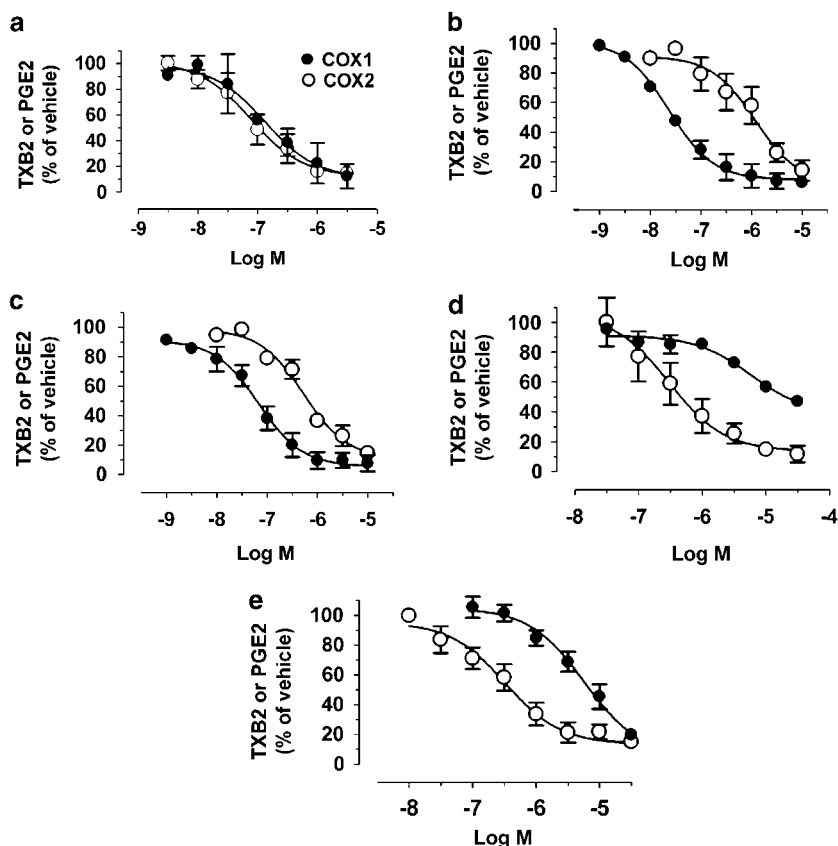 a
TXB2 or PGE2
(% of vehicle)
100
80
60
40
20
0
COX1
COX2
-9 -8 -7 -6 -5
Log M
b
TXB2 or PGE2
(% of vehicle)
100
80
60
40
20
0
-9 -8 -7 -6 -5
Log M
c
TXB2 or PGE2
(% of vehicle)
100
80
60
40
20
0
-9 -8 -7 -6 -5
Log M
d
TXB2 or PGE2
(% of vehicle)
100
80
60
40
20
0
-8 -7 -6 -5 -4
Log M
e
TXB2 or PGE2
(% of vehicle)
100
80
60
40
20
0
-8 -7 -6 -5
Log M